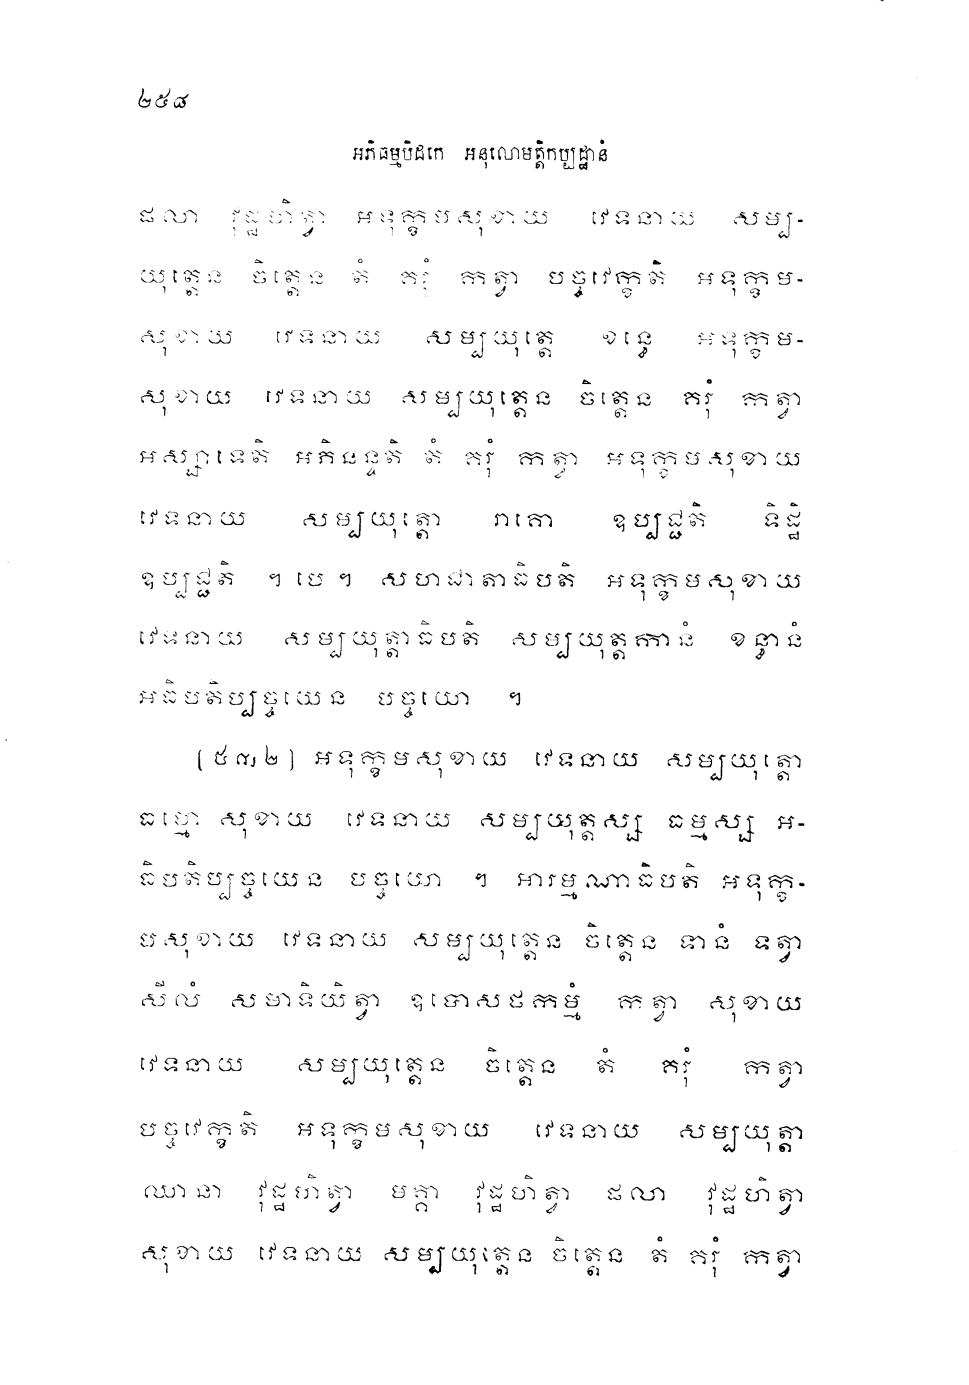 ២៥៨
អភិធម្មបិដកេ អនុលោមត្តិកប្បដ្ឋានំ
ផលា វុដ្ឋហិត្វា អទុក្ខមសុខាយ វេទនាយ សម្ប-
យុត្តេន ចិត្តេន តំ គរុំ កត្វា បច្ចវេក្ខតិ អទុក្ខម-
សុខាយ វេទនាយ សម្បយុត្តេ ខន្ធេ អទុក្ខម-
សុខាយ វេទនាយ សម្បយុត្តេន ចិត្តេន គរុំ កត្វា
អស្សាទេតិ អភិនន្ទតិ តំ គរុំ កត្វា អទុក្ខមសុខាយ
វេទនាយ សម្បយុត្តោ រាគោ ឧប្បជ្ជតិ ទិដ្ឋិ
ឧប្បជ្ជតិ ។ បេ ។ សហជាតាធិបតិ អទុក្ខមសុខាយ
វេទនាយ សម្បយុត្តាធិបតិ សម្បយុត្តកានំ ខន្ធានំ
អធិបតិប្បច្ចយេន បច្ចយោ ។
[៥៣២] អទុក្ខមសុខាយ វេទនាយ សម្បយុត្តោ
ធម្មោ សុខាយ វេទនាយ សម្បយុត្តស្ស ធម្មស្ស អ-
ធិបតិប្បច្ចយេន បច្ចយោ ។ អារម្មណាធិបតិ អទុក្ខ-
មសុខាយ វេទនាយ សម្បយុត្តេន ចិត្តេន ទានំ ទត្វា
សីលំ សមាទិយិត្វា ឧបោសថកម្មំ កត្វា សុខាយ
វេទនាយ សម្បយុត្តេន ចិត្តេន តំ គរុំ កត្វា
បច្ចវេក្ខតិ អទុក្ខមសុខាយ វេទនាយ សម្បយុត្តា
ឈានា វុដ្ឋហិត្វា មគ្គា វុដ្ឋហិត្វា ផលា វុដ្ឋហិត្វា
សុខាយ វេទនាយ សម្បយុត្តេន ចិត្តេន តំ គរុំ កត្វា